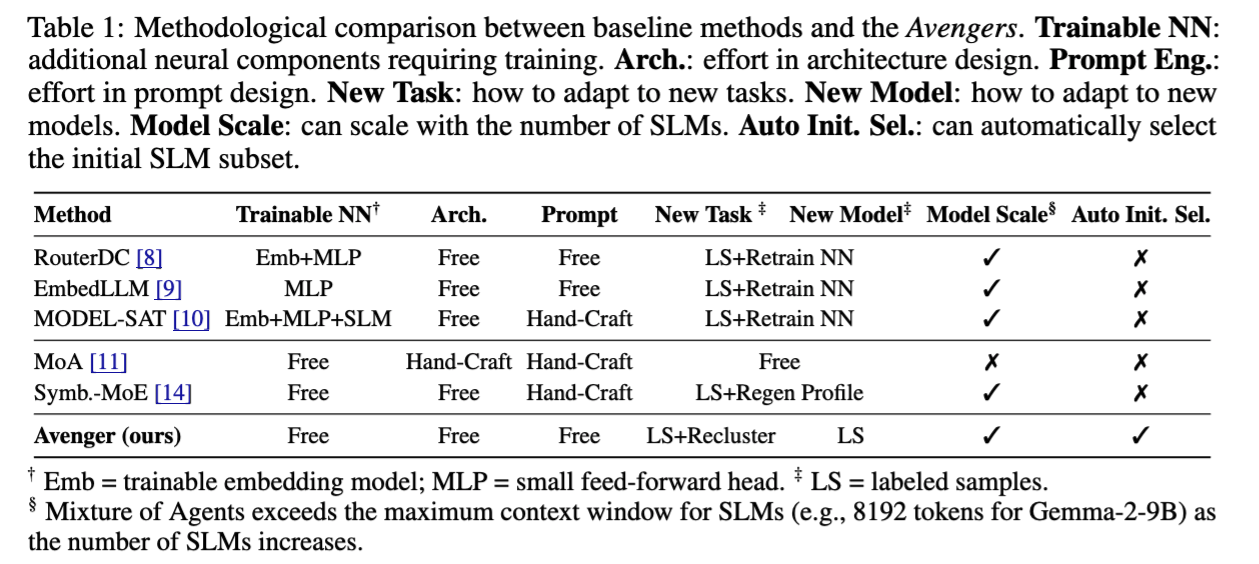 Table 1: Methodological comparison between baseline methods and the Avengers. Trainable NN:
additional neural components requiring training. Arch.: effort in architecture design. Prompt Eng.:
effort in prompt design. New Task: how to adapt to new tasks. New Model: how to adapt to new
models. Model Scale: can scale with the number of SLMs. Auto Init. Sel.: can automatically select
the initial SLM subset.
Method Trainable NN† Arch. Prompt New Task ‡ New Model‡ Model Scale§ Auto Init. Sel.
RouterDC [8] Emb+MLP Free Free LS+Retrain NN ✓ ✗
EmbedLLM [9] MLP Free Free LS+Retrain NN ✓ ✗
MODEL-SAT [10] Emb+MLP+SLM Free Hand-Craft LS+Retrain NN ✓ ✗
MoA [11] Free Hand-Craft Hand-Craft Free ✗ ✗
Symb.-MoE [14] Free Free Hand-Craft LS+Regen Profile ✓ ✗
Avenger (ours) Free Free Free LS+Recluster LS ✓ ✓
† Emb = trainable embedding model; MLP = small feed-forward head. ‡ LS = labeled samples.
§ Mixture of Agents exceeds the maximum context window for SLMs (e.g., 8192 tokens for Gemma-2-9B) as
the number of SLMs increases.